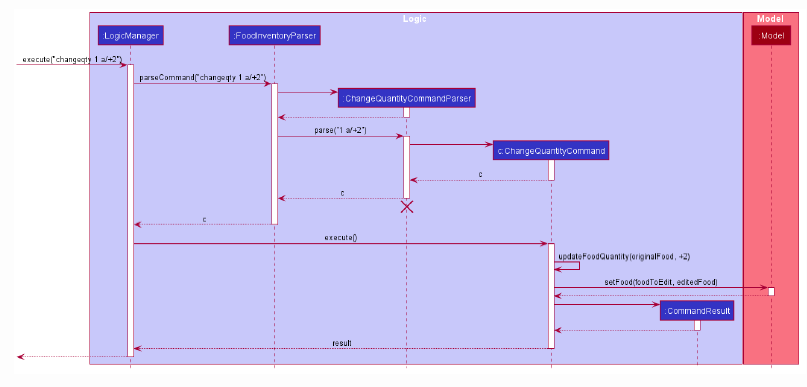 Logic
Model
:LogicManager
:FoodInventoryParser
:Model
execute("changeqty 1 a/+2")
parseCommand("changeqty 1 a/+2")
:ChangeQuantityCommandParser
parse("1 a/+2")
c:ChangeQuantityCommand
c
c
c
execute()
updateFoodQuantity(originalFood, +2)
setFood(foodToEdit, editedFood)
:CommandResult
result